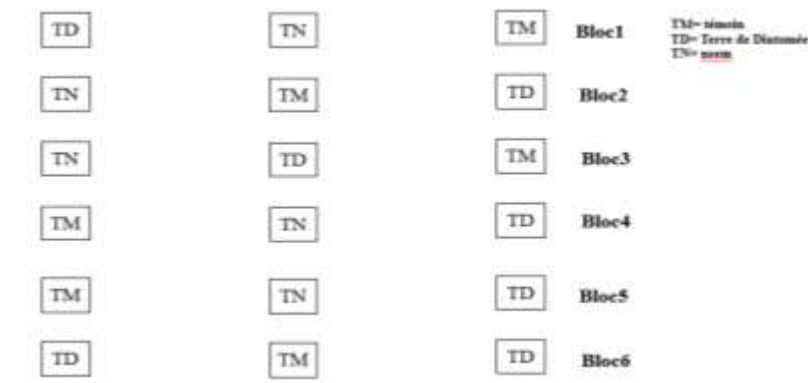 TD TN TM Bloc1
TM= témoin
TD= Terre de Diatomée
TN= neem
TN TM TD Bloc2
TN TD TM Bloc3
TM TN TD Bloc4
TM TN TD Bloc5
TD TM TD Bloc6